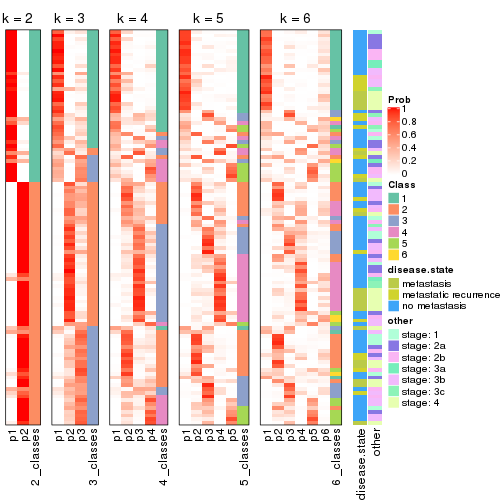 k = 2
k = 3
k = 4
k = 5
k = 6
Prob
1
0.8
0.6
0.4
0.2
0
Class
1
2
3
4
5
6
disease.state
metastasis
metastatic recurrence
no metastasis
other
stage: 1
stage: 2a
stage: 2b
stage: 3a
stage: 3b
stage: 3c
stage: 4
p1
p2
2_classes
p1
p2
p3
3_classes
p1
p2
p3
p4
4_classes
p1
p2
p3
p4
p5
5_classes
p1
p2
p3
p4
p5
p6
6_classes
disease.state
other